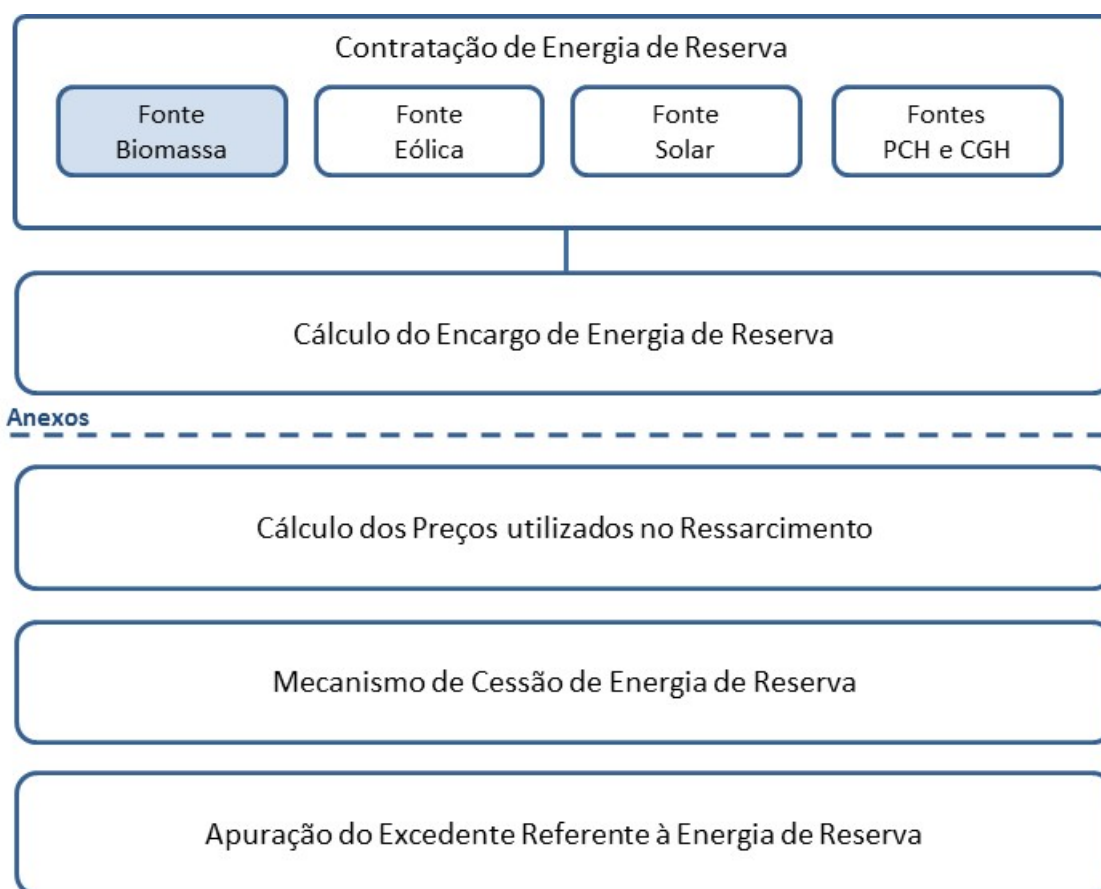 Contratação de Energia de Reserva
Fonte
Biomassa
Fonte
Eólica
Fonte
Solar
Fontes
PCH e CGH
Cálculo do Encargo de Energia de Reserva
Anexos
Cálculo dos Preços utilizados no Ressarcimento
Mecanismo de Cessão de Energia de Reserva
Apuração do Excedente Referente à Energia de Reserva